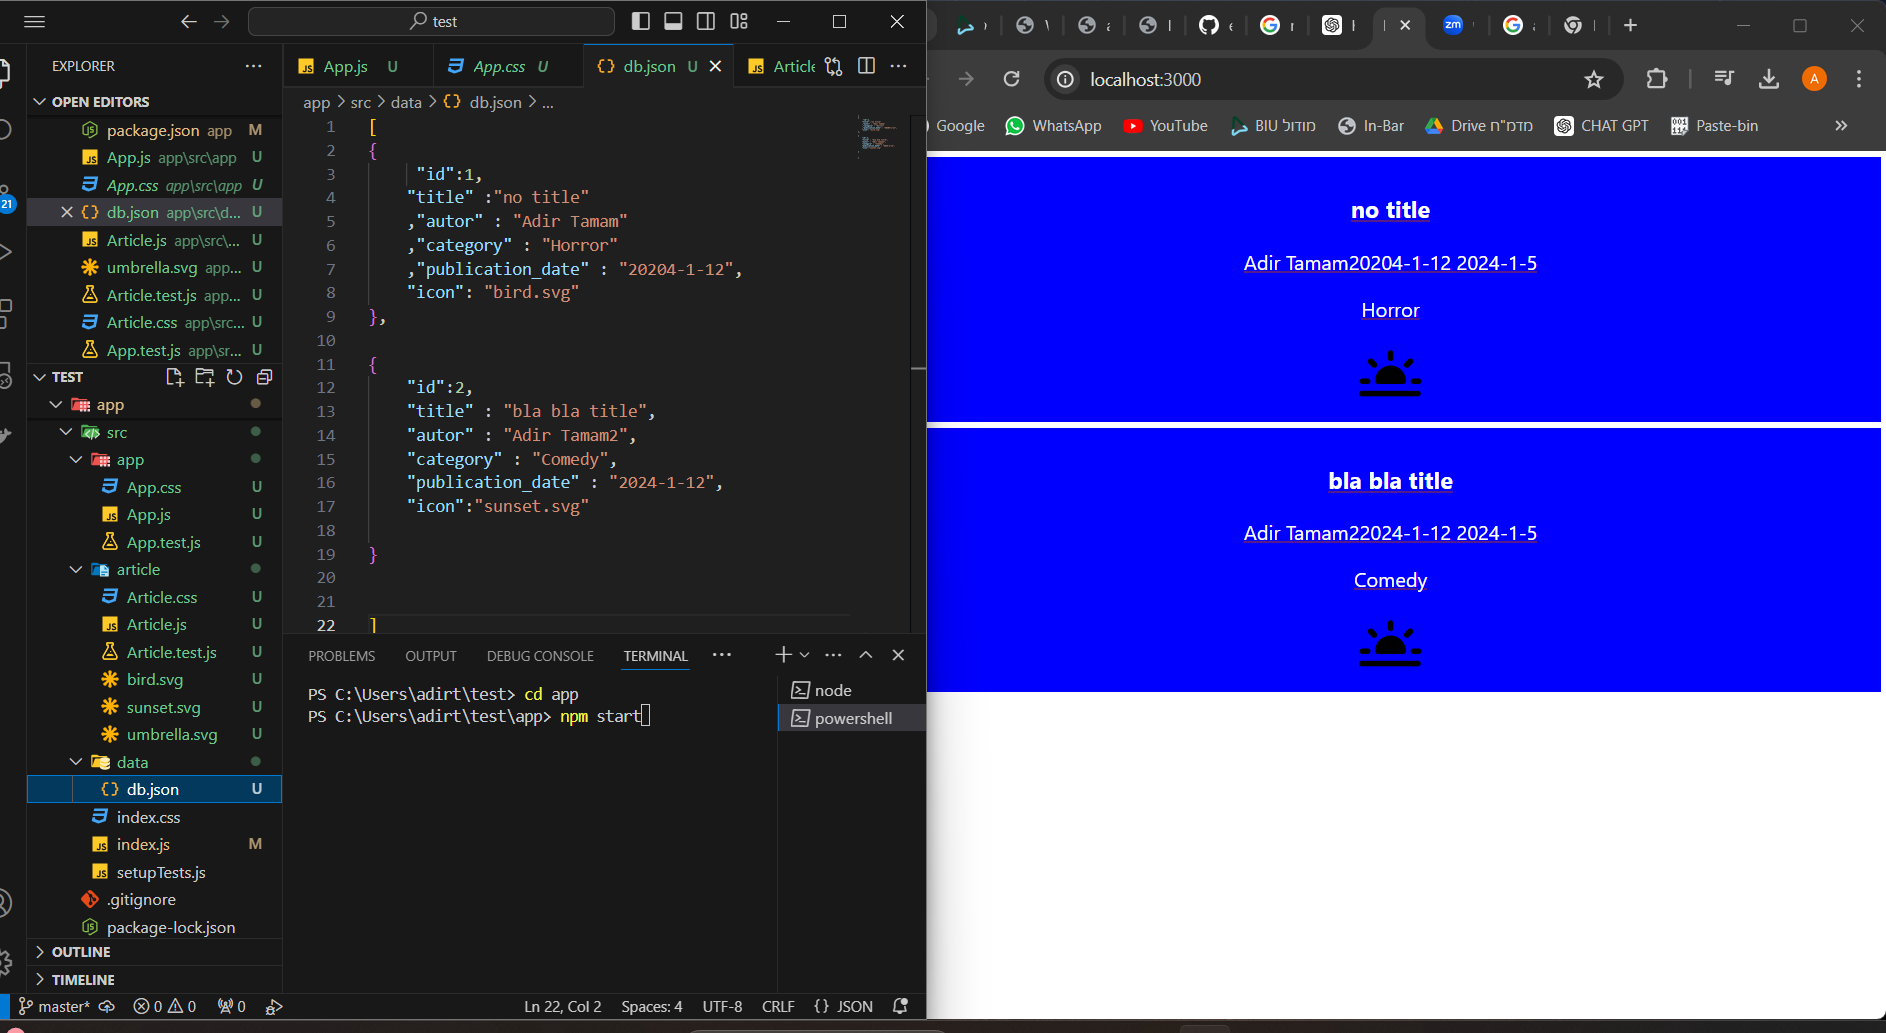 test
EXPLORER
OPEN EDITORS
package.json app M
App.js app\src\app U
App.css app\src\app U
db.json app\src\d... U
Article.js app\src\... U
umbrella.svg app... U
Article.test.js app... U
Article.css app\src... U
App.test.js app\sr... U
21
TEST
app
src
app
App.css U
App.js U
App.test.js U
article
Article.css U
Article.js U
Article.test.js U
bird.svg U
sunset.svg U
umbrella.svg U
data
db.json U
index.css
index.js M
setupTests.js
.gitignore
package-lock.json
OUTLINE
TIMELINE
App.js U
App.css U
db.json U
Article
app > src > data > {} db.json > ...
1 [
2 {
3 "id":1,
4 "title" :"no title"
5 ,"autor" : "Adir Tamam"
6 ,"category" : "Horror"
7 ,"publication_date" : "20204-1-12",
8 "icon": "bird.svg"
9 },
10
11 {
12 "id":2,
13 "title" : "bla bla title",
14 "autor" : "Adir Tamam2",
15 "category" : "Comedy",
16 "publication_date" : "2024-1-12",
17 "icon":"sunset.svg"
18
19 }
20
21
22 ]
PROBLEMS OUTPUT DEBUG CONSOLE TERMINAL
PS C:\Users\adirt\test> cd app
PS C:\Users\adirt\test\app> npm start
node
powershell
master* 0 0 0
Ln 22, Col 2 Spaces: 4 UTF-8 CRLF {} JSON
zm
localhost:3000
A
Google WhatsApp YouTube BIU מודול In-Bar Drive מדמ"ח CHAT GPT Paste-bin
no title
Adir Tamam20204-1-12 2024-1-5
Horror
bla bla title
Adir Tamam22024-1-12 2024-1-5
Comedy